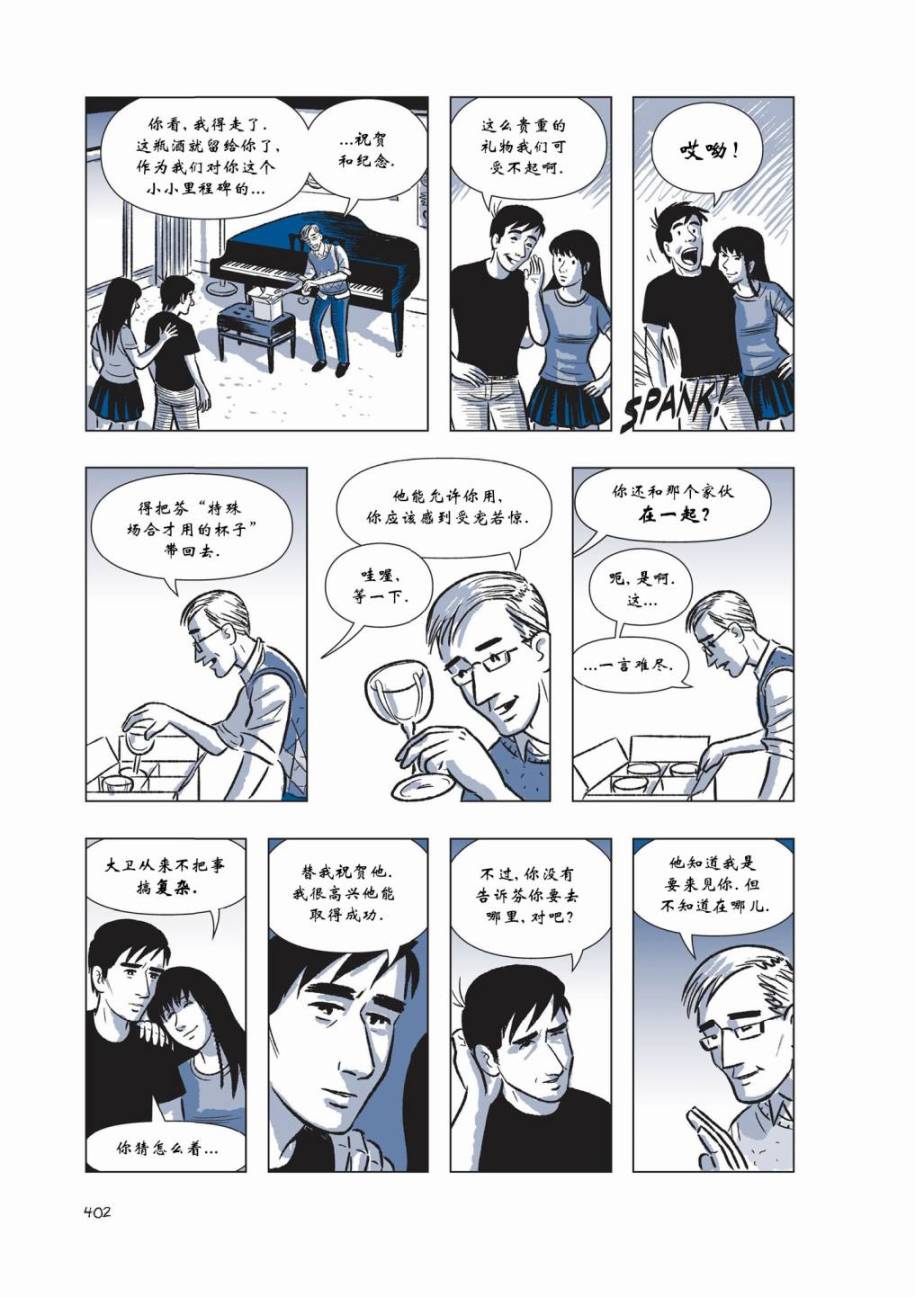 你看,我得走了.
这瓶酒就留给你了,
作为我们对你这个
小小里程碑的...
...祝贺
和纪念.
这么贵重的
礼物我们可
受不起啊.
哎呦!
SPANK!
得把芬“特殊
场合才用的杯子”
带回去.
他能允许你用,
你应该感到受宠若惊.
哇喔,
等一下.
你还和那个家伙
在一起?
呃,是啊.
这...
...一言难尽.
大卫从来不把事
搞复杂.
你猜怎么着...
替我祝贺他.
我很高兴他能
取得成功.
不过,你没有
告诉芬你要去
哪里,对吧?
他知道我是
要来见你.但
不知道在哪儿.
402